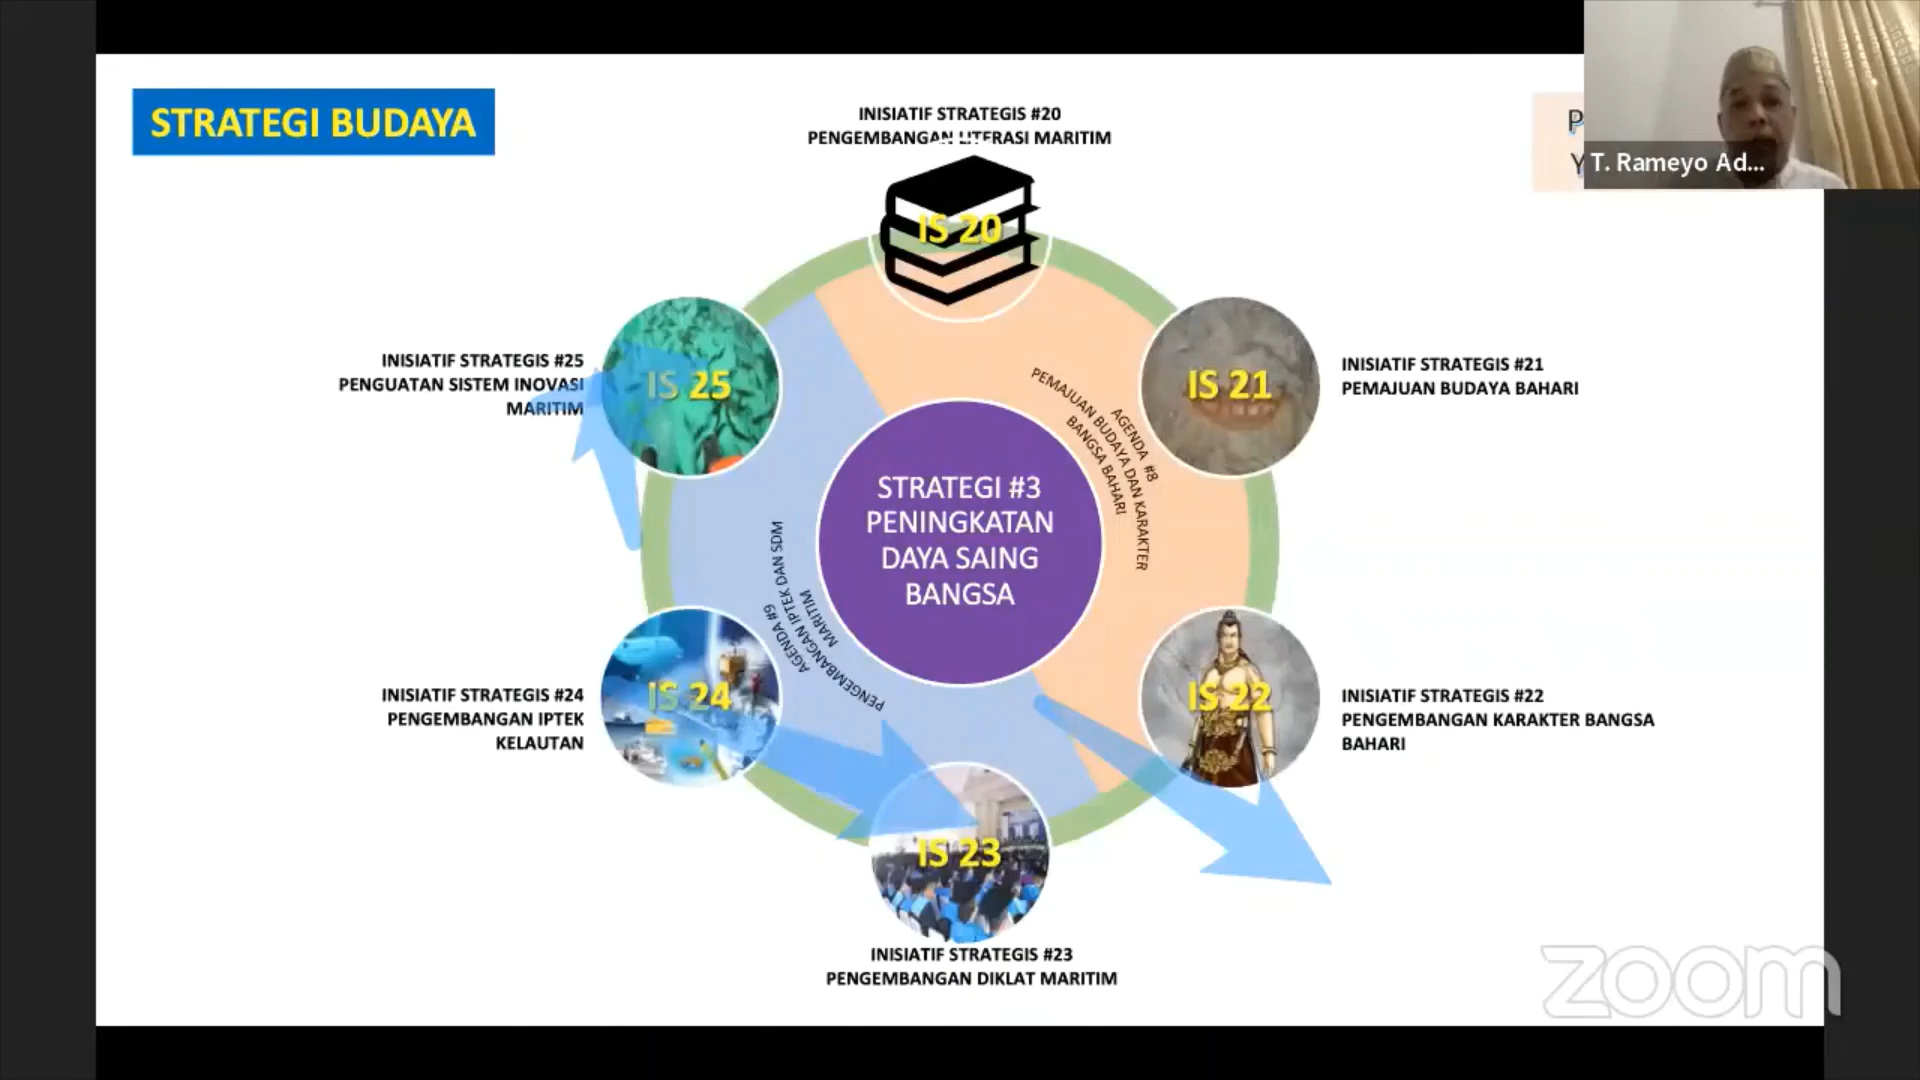 STRATEGI BUDAYA
P
Y
T. Rameyo Ad...
INISIATIF STRATEGIS #20
PENGEMBANGAN LITERASI MARITIM
IS 20
INISIATIF STRATEGIS #25
PENGUATAN SISTEM INOVASI
MARITIM
IS 25
IS 21
INISIATIF STRATEGIS #21
PEMAJUAN BUDAYA BAHARI
AGENDA #8
PEMAJUAN BUDAYA DAN KARAKTER
BANGSA BAHARI
STRATEGI #3
PENINGKATAN
DAYA SAING
BANGSA
AGENDA #9
PENGEMBANGAN IPTEK DAN SDM
MARITIM
INISIATIF STRATEGIS #24
PENGEMBANGAN IPTEK
KELAUTAN
IS 24
IS 22
INISIATIF STRATEGIS #22
PENGEMBANGAN KARAKTER BANGSA
BAHARI
IS 23
INISIATIF STRATEGIS #23
PENGEMBANGAN DIKLAT MARITIM
zoom